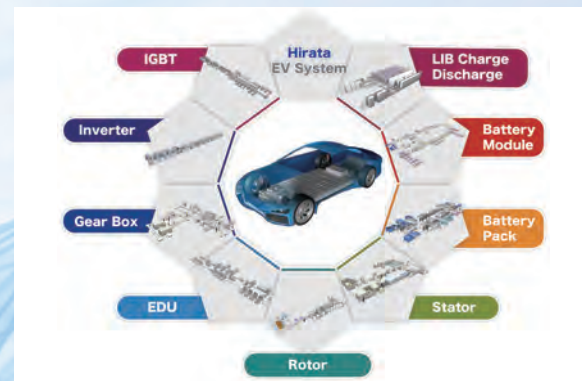 Hirata
EV System
LIB Charge
Discharge
Battery
Module
Battery
Pack
Stator
Rotor
EDU
Gear Box
Inverter
IGBT